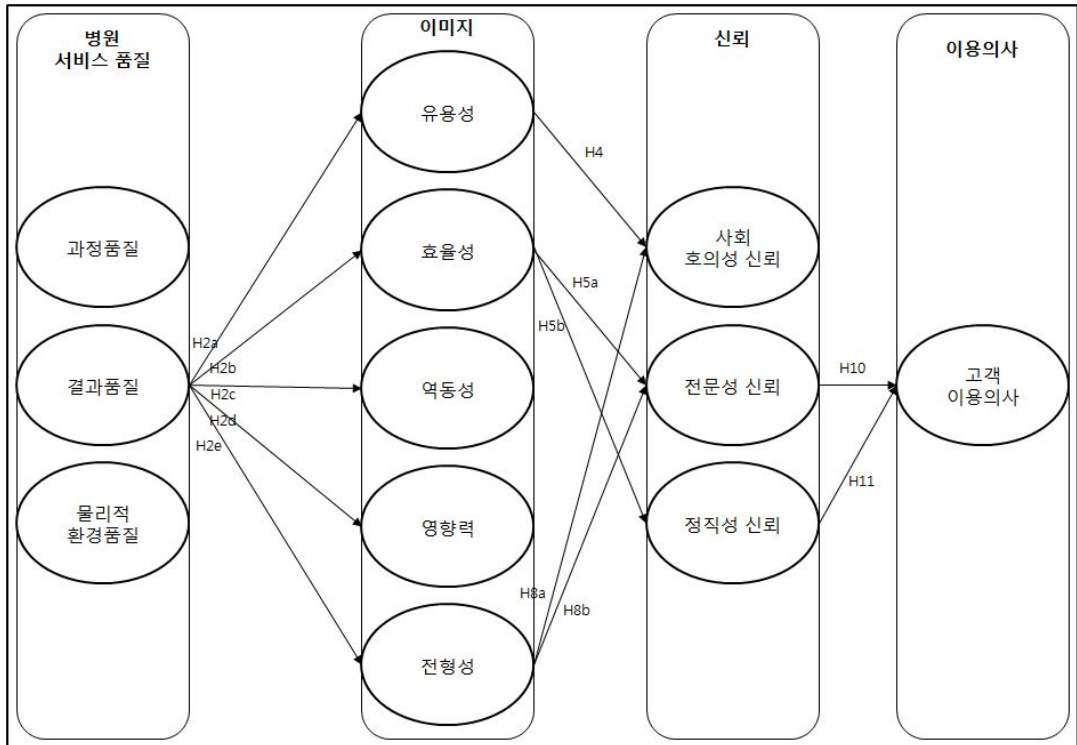 병원
서비스 품질
이미지
신뢰
이용의사
과정품질
결과품질
물리적
환경품질
유용성
효율성
역동성
영향력
전형성
사회
호의성 신뢰
전문성 신뢰
정직성 신뢰
고객
이용의사
H2a
H2b
H2c
H2d
H2e
H4
H5a
H5b
H8a
H8b
H10
H11